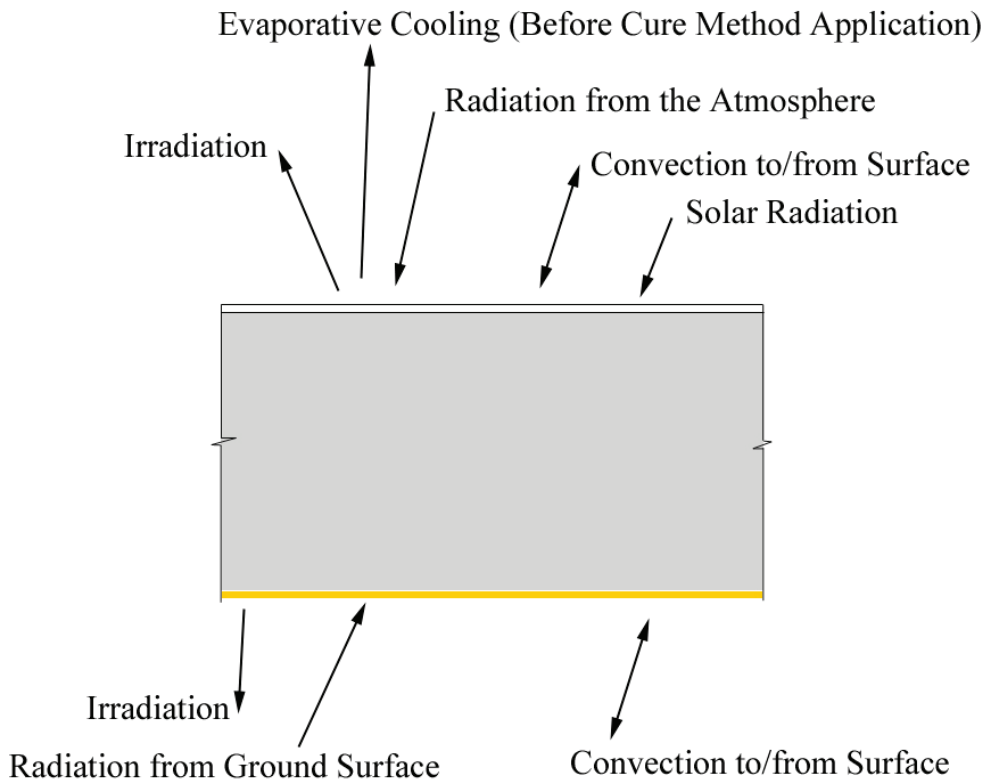 Evaporative Cooling (Before Cure Method Application)
Radiation from the Atmosphere
Irradiation
Convection to/from Surface
Solar Radiation
Irradiation
Radiation from Ground Surface
Convection to/from Surface